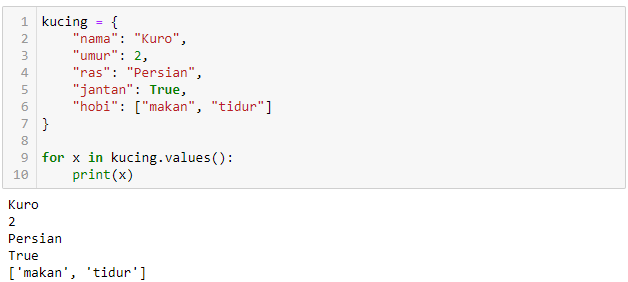 1 kucing = {
2     "nama": "Kuro",
3     "umur": 2,
4     "ras": "Persian",
5     "jantan": True,
6     "hobi": ["makan", "tidur"]
7 }
8
9 for x in kucing.values():
10     print(x)
Kuro
2
Persian
True
['makan', 'tidur']